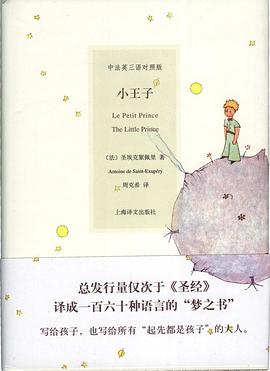 中法英三语对照版
小王子
Le Petit Prince
The Little Prince
〔法〕圣埃克絮佩里 著
Antoine de Saint-Exupéry
周克希 译
上海译文出版社
总发行量仅次于《圣经》
译成一百六十种语言的“梦之书”
写给孩子，也写给所有“起先都是孩子”的大人。